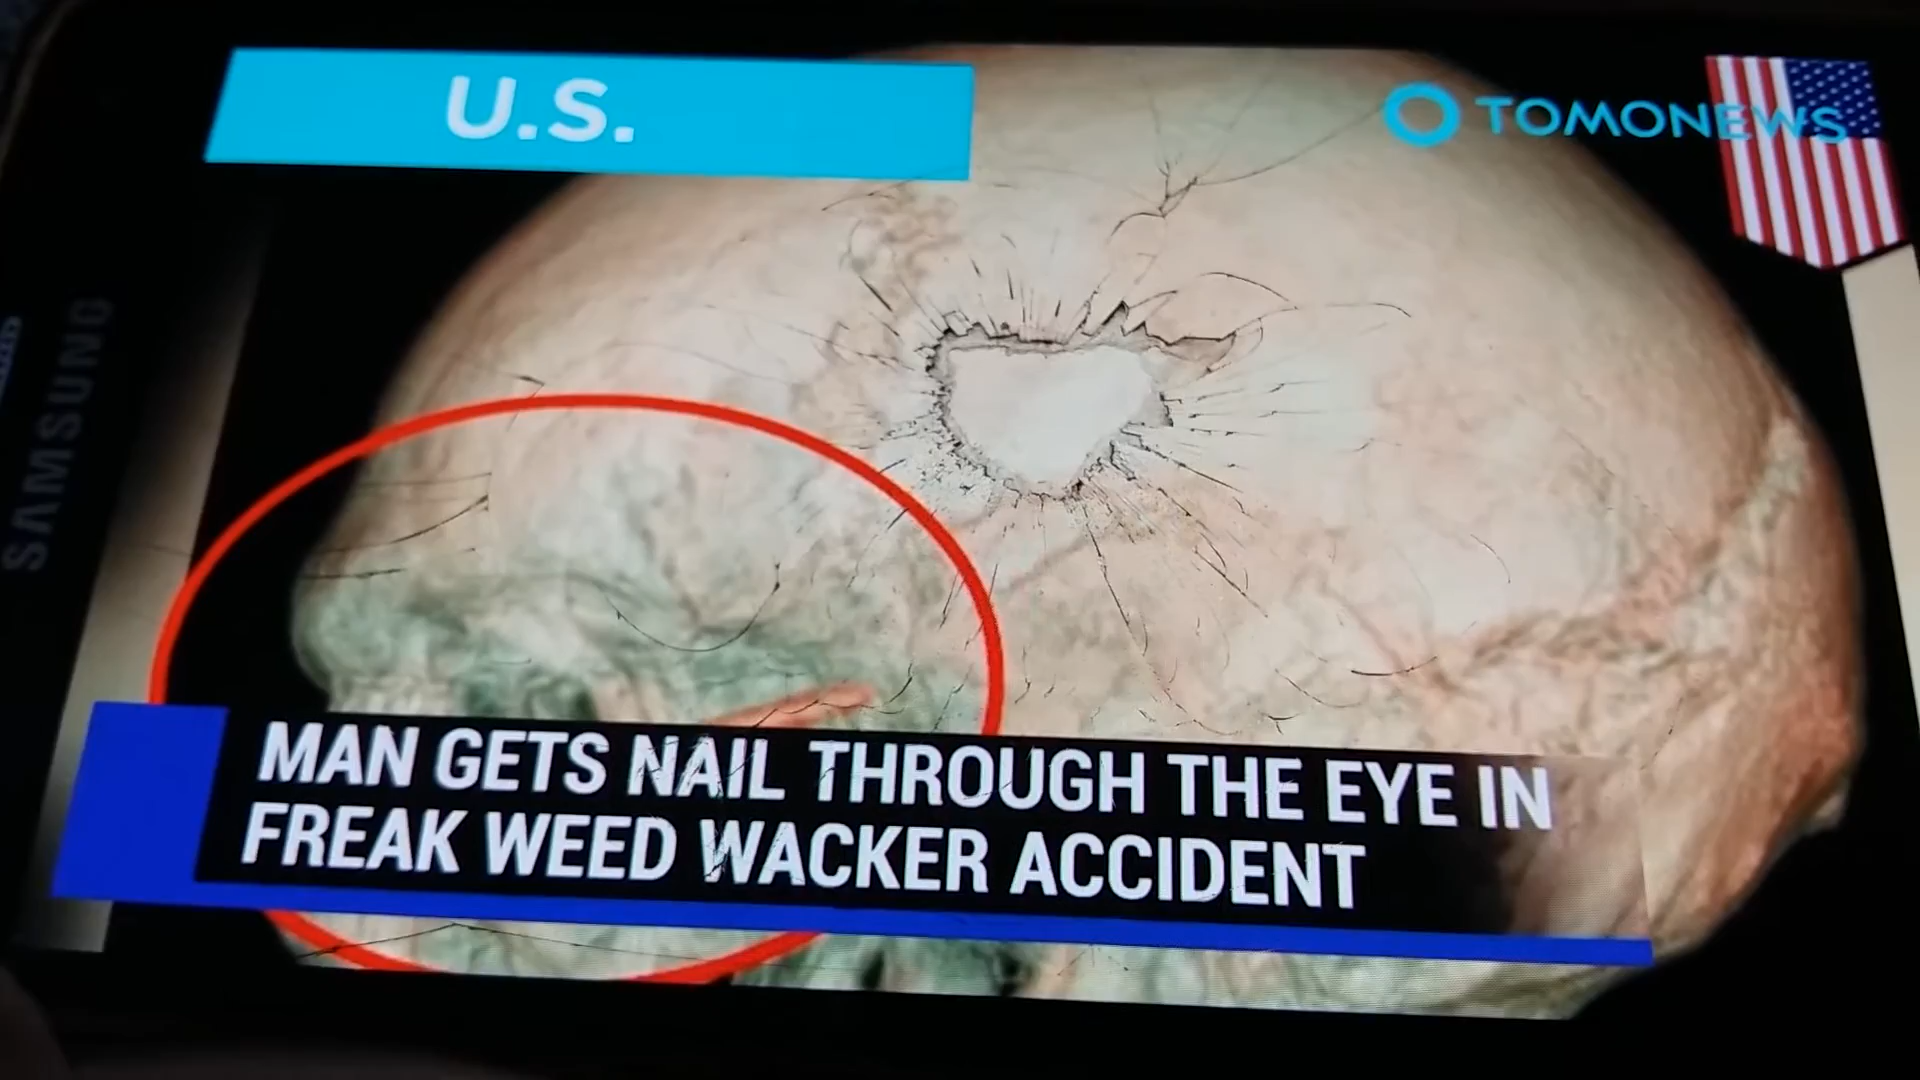 U.S.
TOMONEWS
SAMSUNG
MAN GETS NAIL THROUGH THE EYE IN
FREAK WEED WACKER ACCIDENT